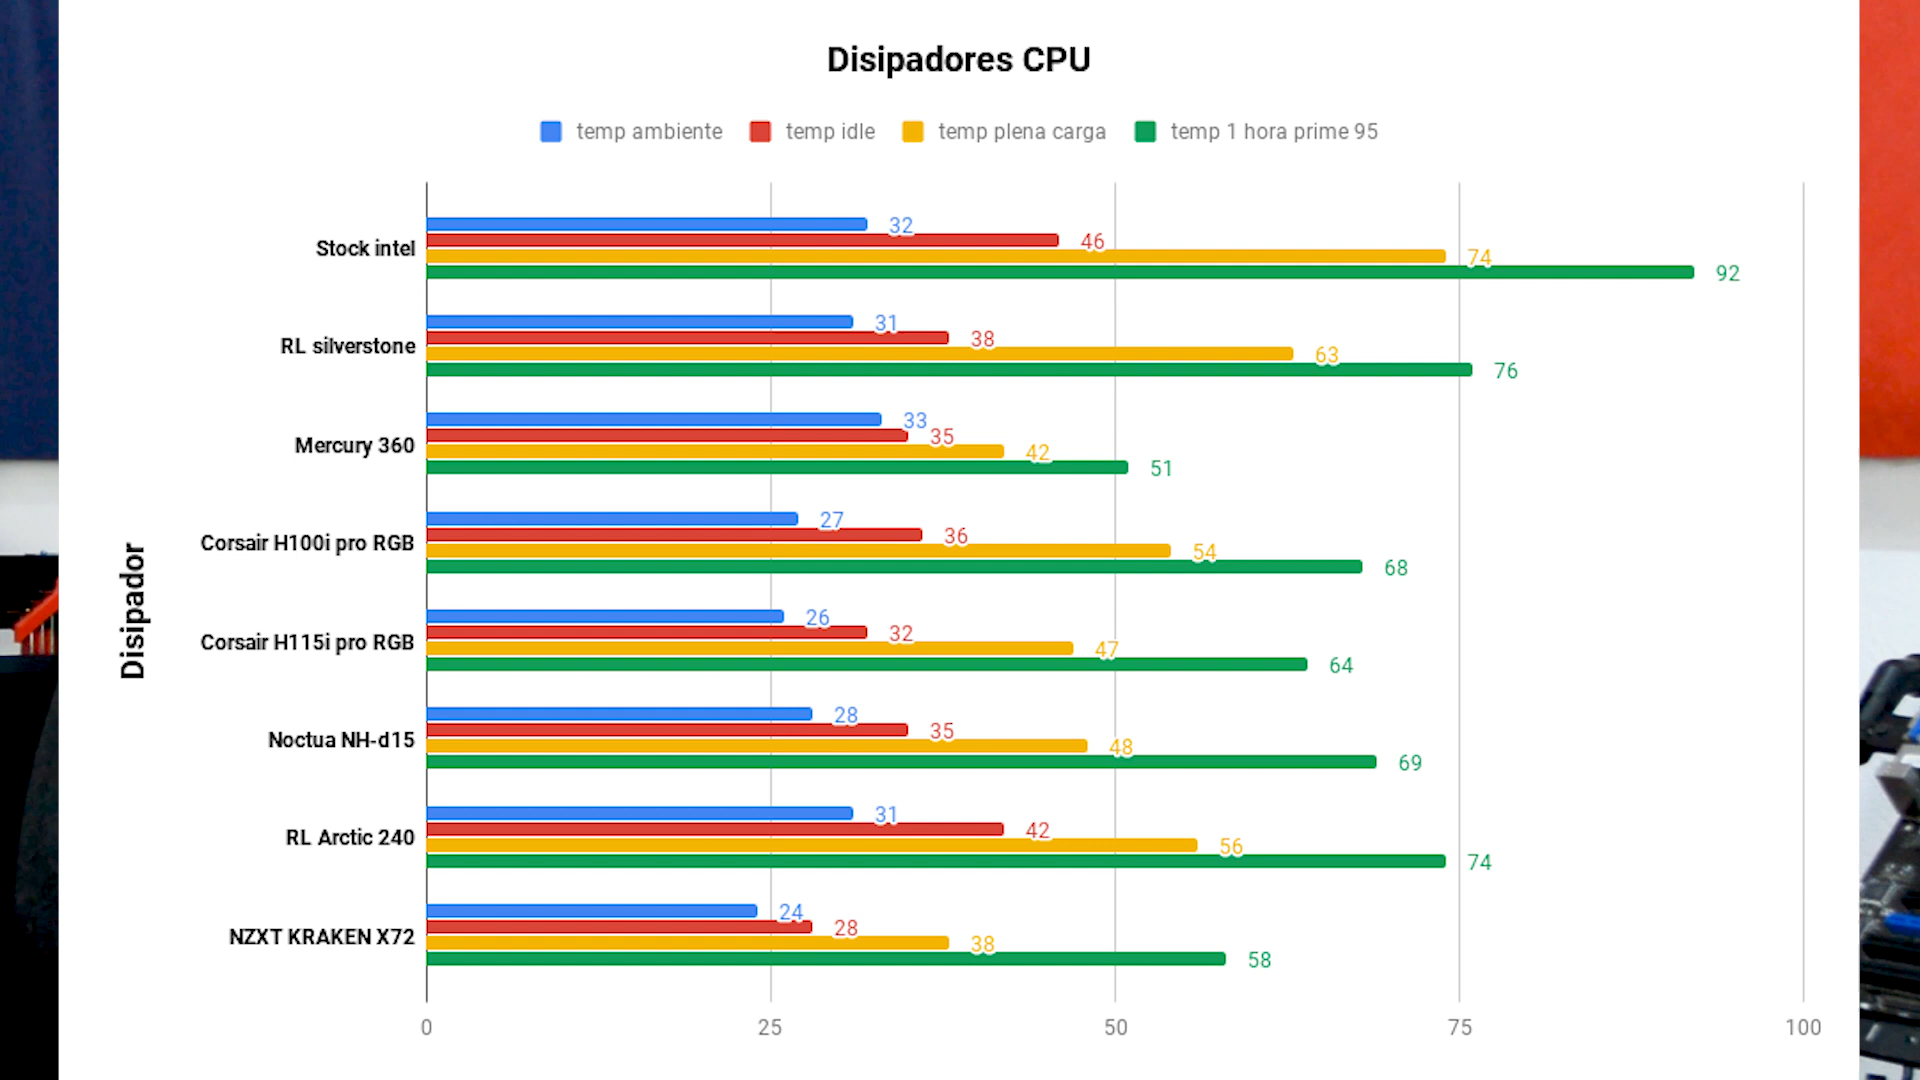 Disipadores CPU
temp ambiente temp idle temp plena carga temp 1 hora prime 95
Disipador
Stock intel 32 46 74 92
RL silverstone 31 38 63 76
Mercury 360 33 35 42 51
Corsair H100i pro RGB 27 36 54 68
Corsair H115i pro RGB 26 32 47 64
Noctua NH-d15 28 35 48 69
RL Arctic 240 31 42 56 74
NZXT KRAKEN X72 24 28 38 58
0 25 50 75 100